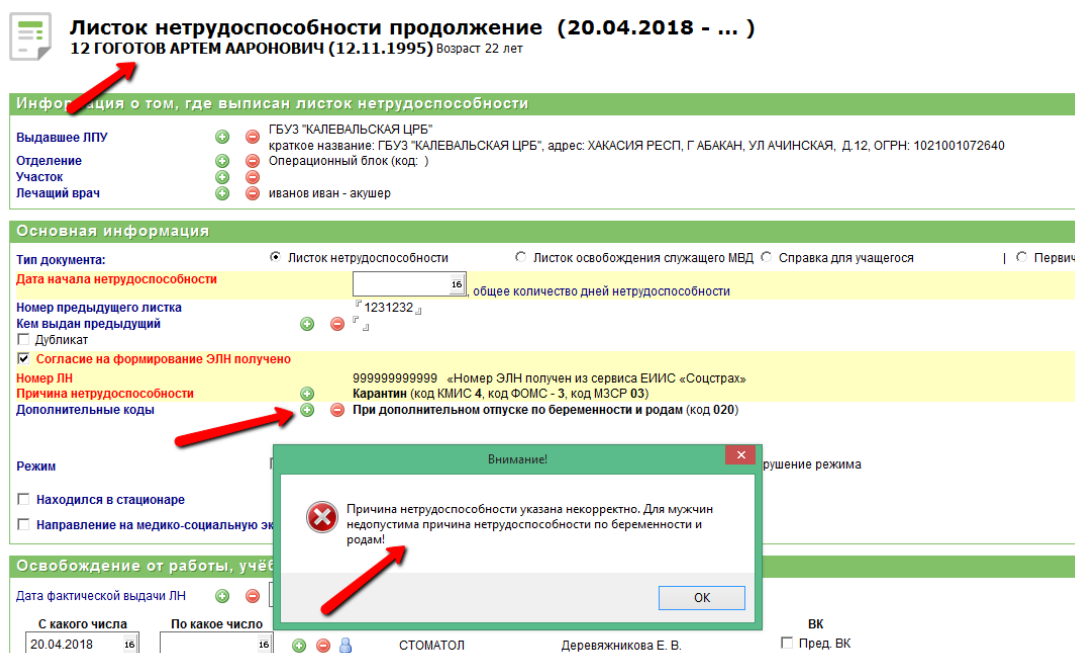 Листок нетрудоспособности продолжение (20.04.2018 - ... )
12 ГОГОТОВ АРТЕМ ААРОНОВИЧ (12.11.1995) Возраст 22 лет
Информация о том, где выписан листок нетрудоспособности
Выдавшее ЛПУ ГБУЗ "КАЛЕВАЛЬСКАЯ ЦРБ"
краткое название: ГБУЗ "КАЛЕВАЛЬСКАЯ ЦРБ", адрес: ХАКАСИЯ РЕСП, Г АБАКАН, УЛ АЧИНСКАЯ, Д.12, ОГРН: 1021001072640
Отделение Операционный блок (код: )
Участок
Лечащий врач иванов иван - акушер
Основная информация
Тип документа: Листок нетрудоспособности Листок освобождения служащего МВД Справка для учащегося | Первич
Дата начала нетрудоспособности 16 , общее количество дней нетрудоспособности
Номер предыдущего листка 1231232
Кем выдан предыдущий
Дубликат
Согласие на формирование ЭЛН получено
Номер ЛН 999999999999 «Номер ЭЛН получен из сервиса ЕИИС «Соцстрах»
Причина нетрудоспособности Карантин (код КМИС 4, код ФОМС - 3, код МЗСР 03)
Дополнительные коды При дополнительном отпуске по беременности и родам (код 020)
Внимание!
Режим рушение режима
Находился в стационаре
Причина нетрудоспособности указана некорректно. Для мужчин
недопустима причина нетрудоспособности по беременности и
родам!
Направление на медико-социальную эк
OK
Освобождение от работы, учёб
Дата фактической выдачи ЛН
С какого числа По какое число ВК
20.04.2018 16 16 СТОМАТОЛ Деревяжникова Е. В. Пред. ВК